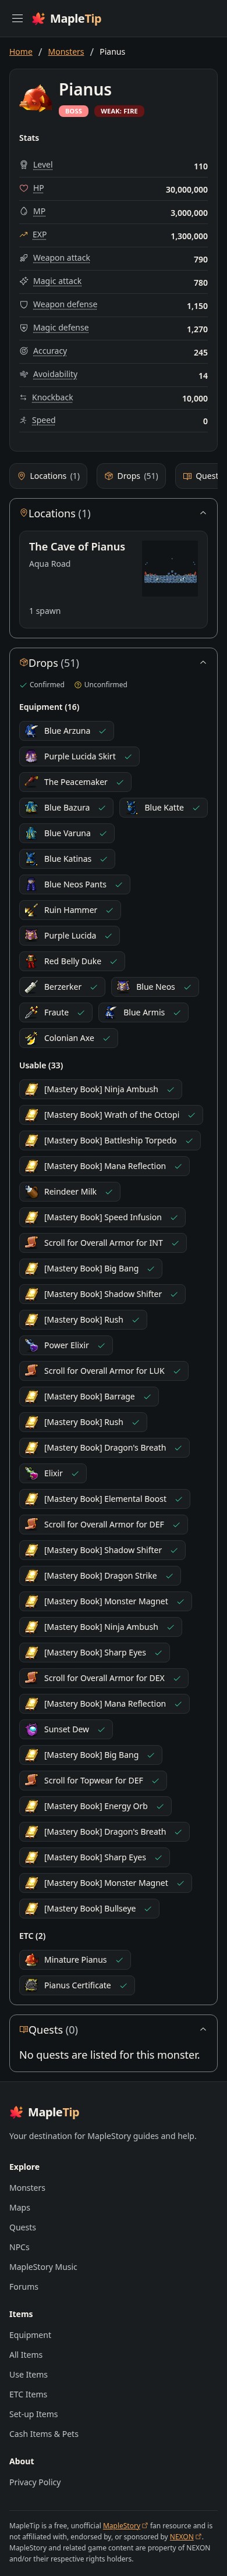 MapleTip
Home / Monsters / Pianus
Pianus
BOSS WEAK: FIRE
Stats
Level 110
HP 30,000,000
MP 3,000,000
EXP 1,300,000
Weapon attack 790
Magic attack 780
Weapon defense 1,150
Magic defense 1,270
Accuracy 245
Avoidability 14
Knockback 10,000
Speed 0
Locations (1) Drops (51) Quest
Locations (1)
The Cave of Pianus
Aqua Road
1 spawn
Drops (51)
Confirmed Unconfirmed
Equipment (16)
Blue Arzuna
Purple Lucida Skirt
The Peacemaker
Blue Bazura Blue Katte
Blue Varuna
Blue Katinas
Blue Neos Pants
Ruin Hammer
Purple Lucida
Red Belly Duke
Berzerker Blue Neos
Fraute Blue Armis
Colonian Axe
Usable (33)
[Mastery Book] Ninja Ambush
[Mastery Book] Wrath of the Octopi
[Mastery Book] Battleship Torpedo
[Mastery Book] Mana Reflection
Reindeer Milk
[Mastery Book] Speed Infusion
Scroll for Overall Armor for INT
[Mastery Book] Big Bang
[Mastery Book] Shadow Shifter
[Mastery Book] Rush
Power Elixir
Scroll for Overall Armor for LUK
[Mastery Book] Barrage
[Mastery Book] Rush
[Mastery Book] Dragon's Breath
Elixir
[Mastery Book] Elemental Boost
Scroll for Overall Armor for DEF
[Mastery Book] Shadow Shifter
[Mastery Book] Dragon Strike
[Mastery Book] Monster Magnet
[Mastery Book] Ninja Ambush
[Mastery Book] Sharp Eyes
Scroll for Overall Armor for DEX
[Mastery Book] Mana Reflection
Sunset Dew
[Mastery Book] Big Bang
Scroll for Topwear for DEF
[Mastery Book] Energy Orb
[Mastery Book] Dragon's Breath
[Mastery Book] Sharp Eyes
[Mastery Book] Monster Magnet
[Mastery Book] Bullseye
ETC (2)
Minature Pianus
Pianus Certificate
Quests (0)
No quests are listed for this monster.
MapleTip
Your destination for MapleStory guides and help.
Explore
Monsters
Maps
Quests
NPCs
MapleStory Music
Forums
Items
Equipment
All Items
Use Items
ETC Items
Set-up Items
Cash Items & Pets
About
Privacy Policy
MapleTip is a free, unofficial MapleStory fan resource and is
not affiliated with, endorsed by, or sponsored by NEXON.
MapleStory and related game content are property of NEXON
and/or their respective rights holders.